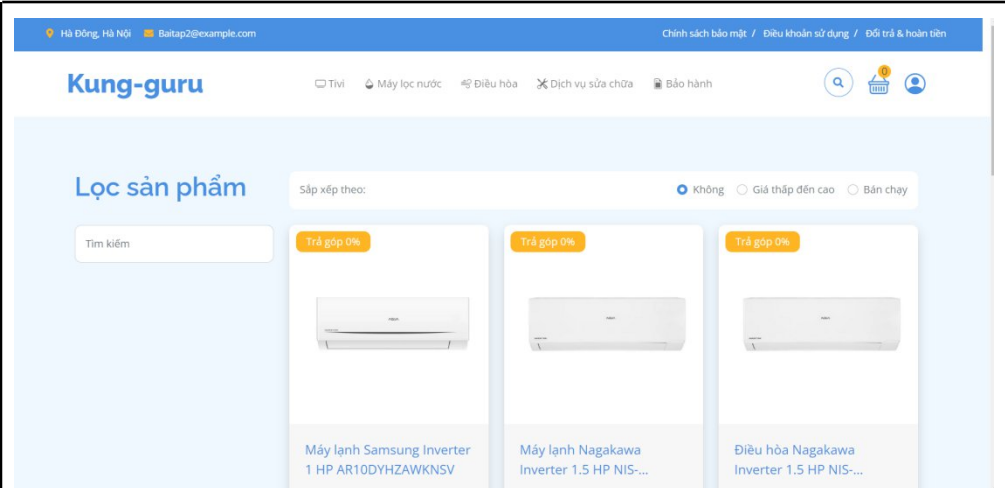 Hà Đông, Hà Nội Baitap2@example.com Chính sách bảo mật / Điều khoản sử dụng / Đổi trả & hoàn tiền
Kung-guru Tivi Máy lọc nước Điều hòa Dịch vụ sửa chữa Bảo hành 0
Lọc sản phẩm
Sắp xếp theo: Không Giá thấp đến cao Bán chạy
Tìm kiếm
Trả góp 0% Trả góp 0% Trả góp 0%
Máy lạnh Samsung Inverter
1 HP AR10DYHZAWKNSV
Máy lạnh Nagakawa
Inverter 1.5 HP NIS-...
Điều hòa Nagakawa
Inverter 1.5 HP NIS-...